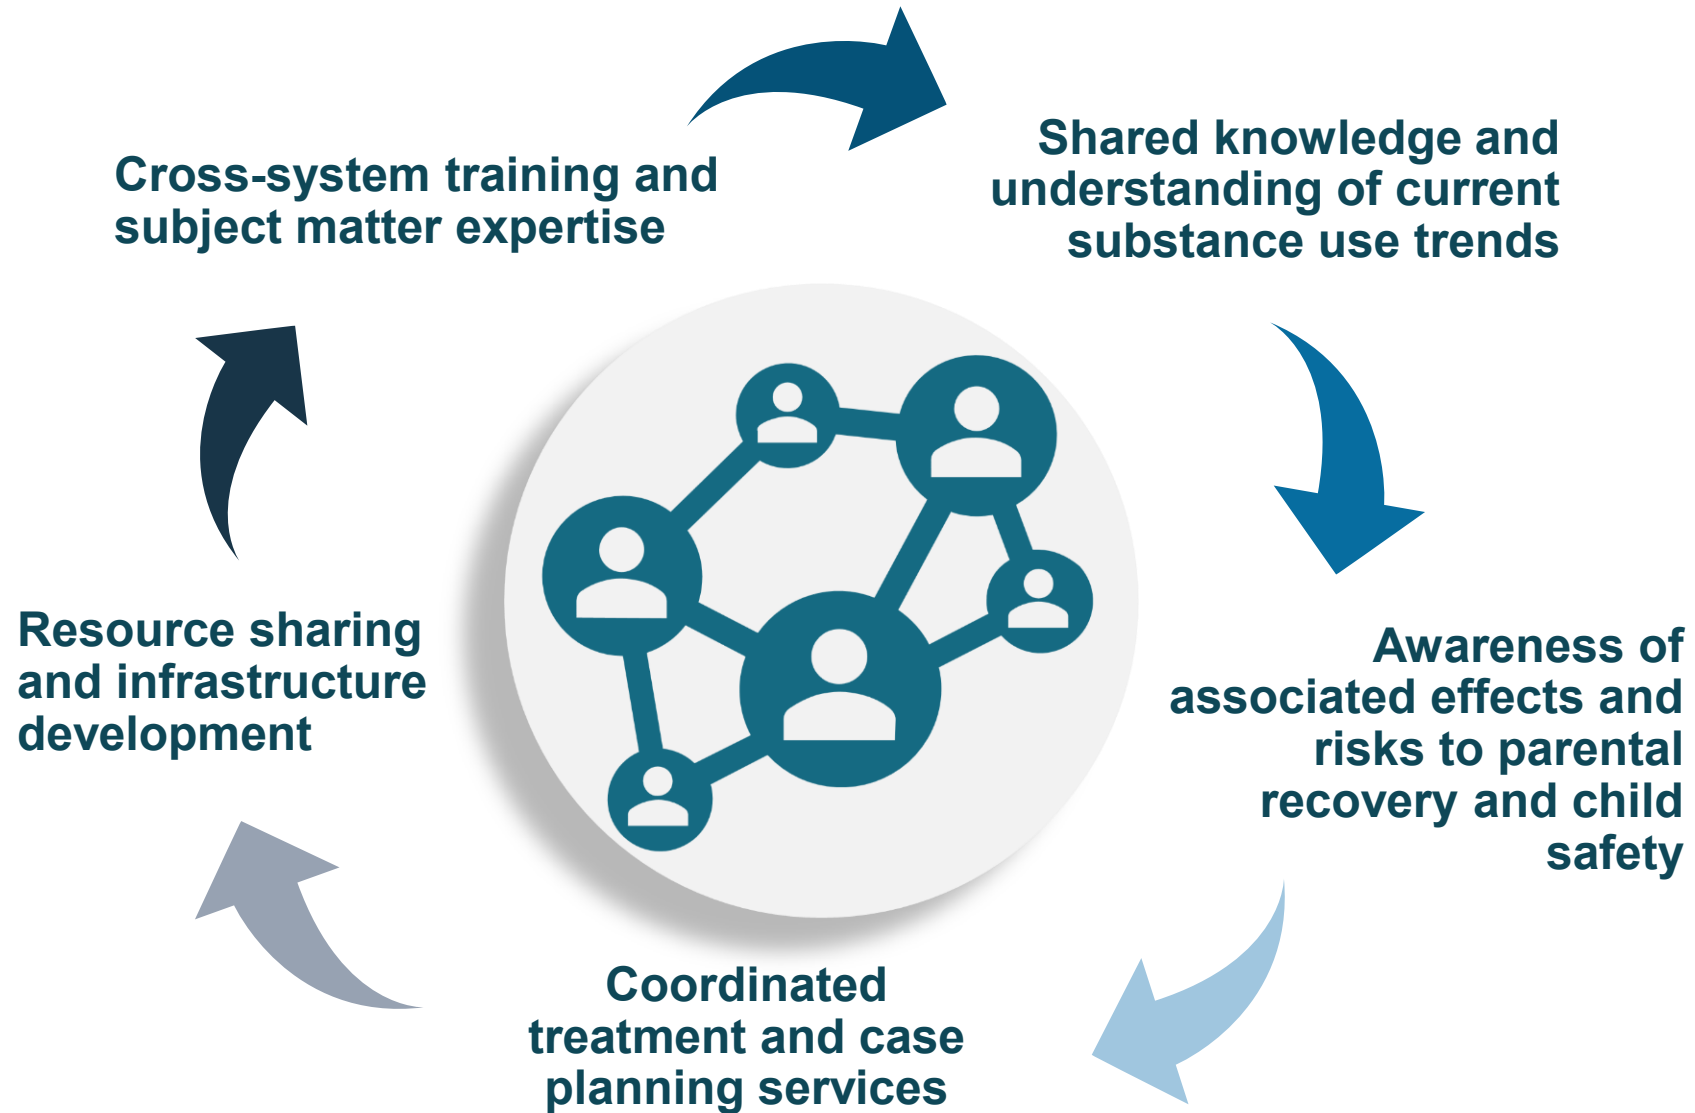 Cross-system training and
subject matter expertise
Shared knowledge and
understanding of current
substance use trends
Awareness of
associated effects and
risks to parental
recovery and child
safety
Coordinated
treatment and case
planning services
Resource sharing
and infrastructure
development